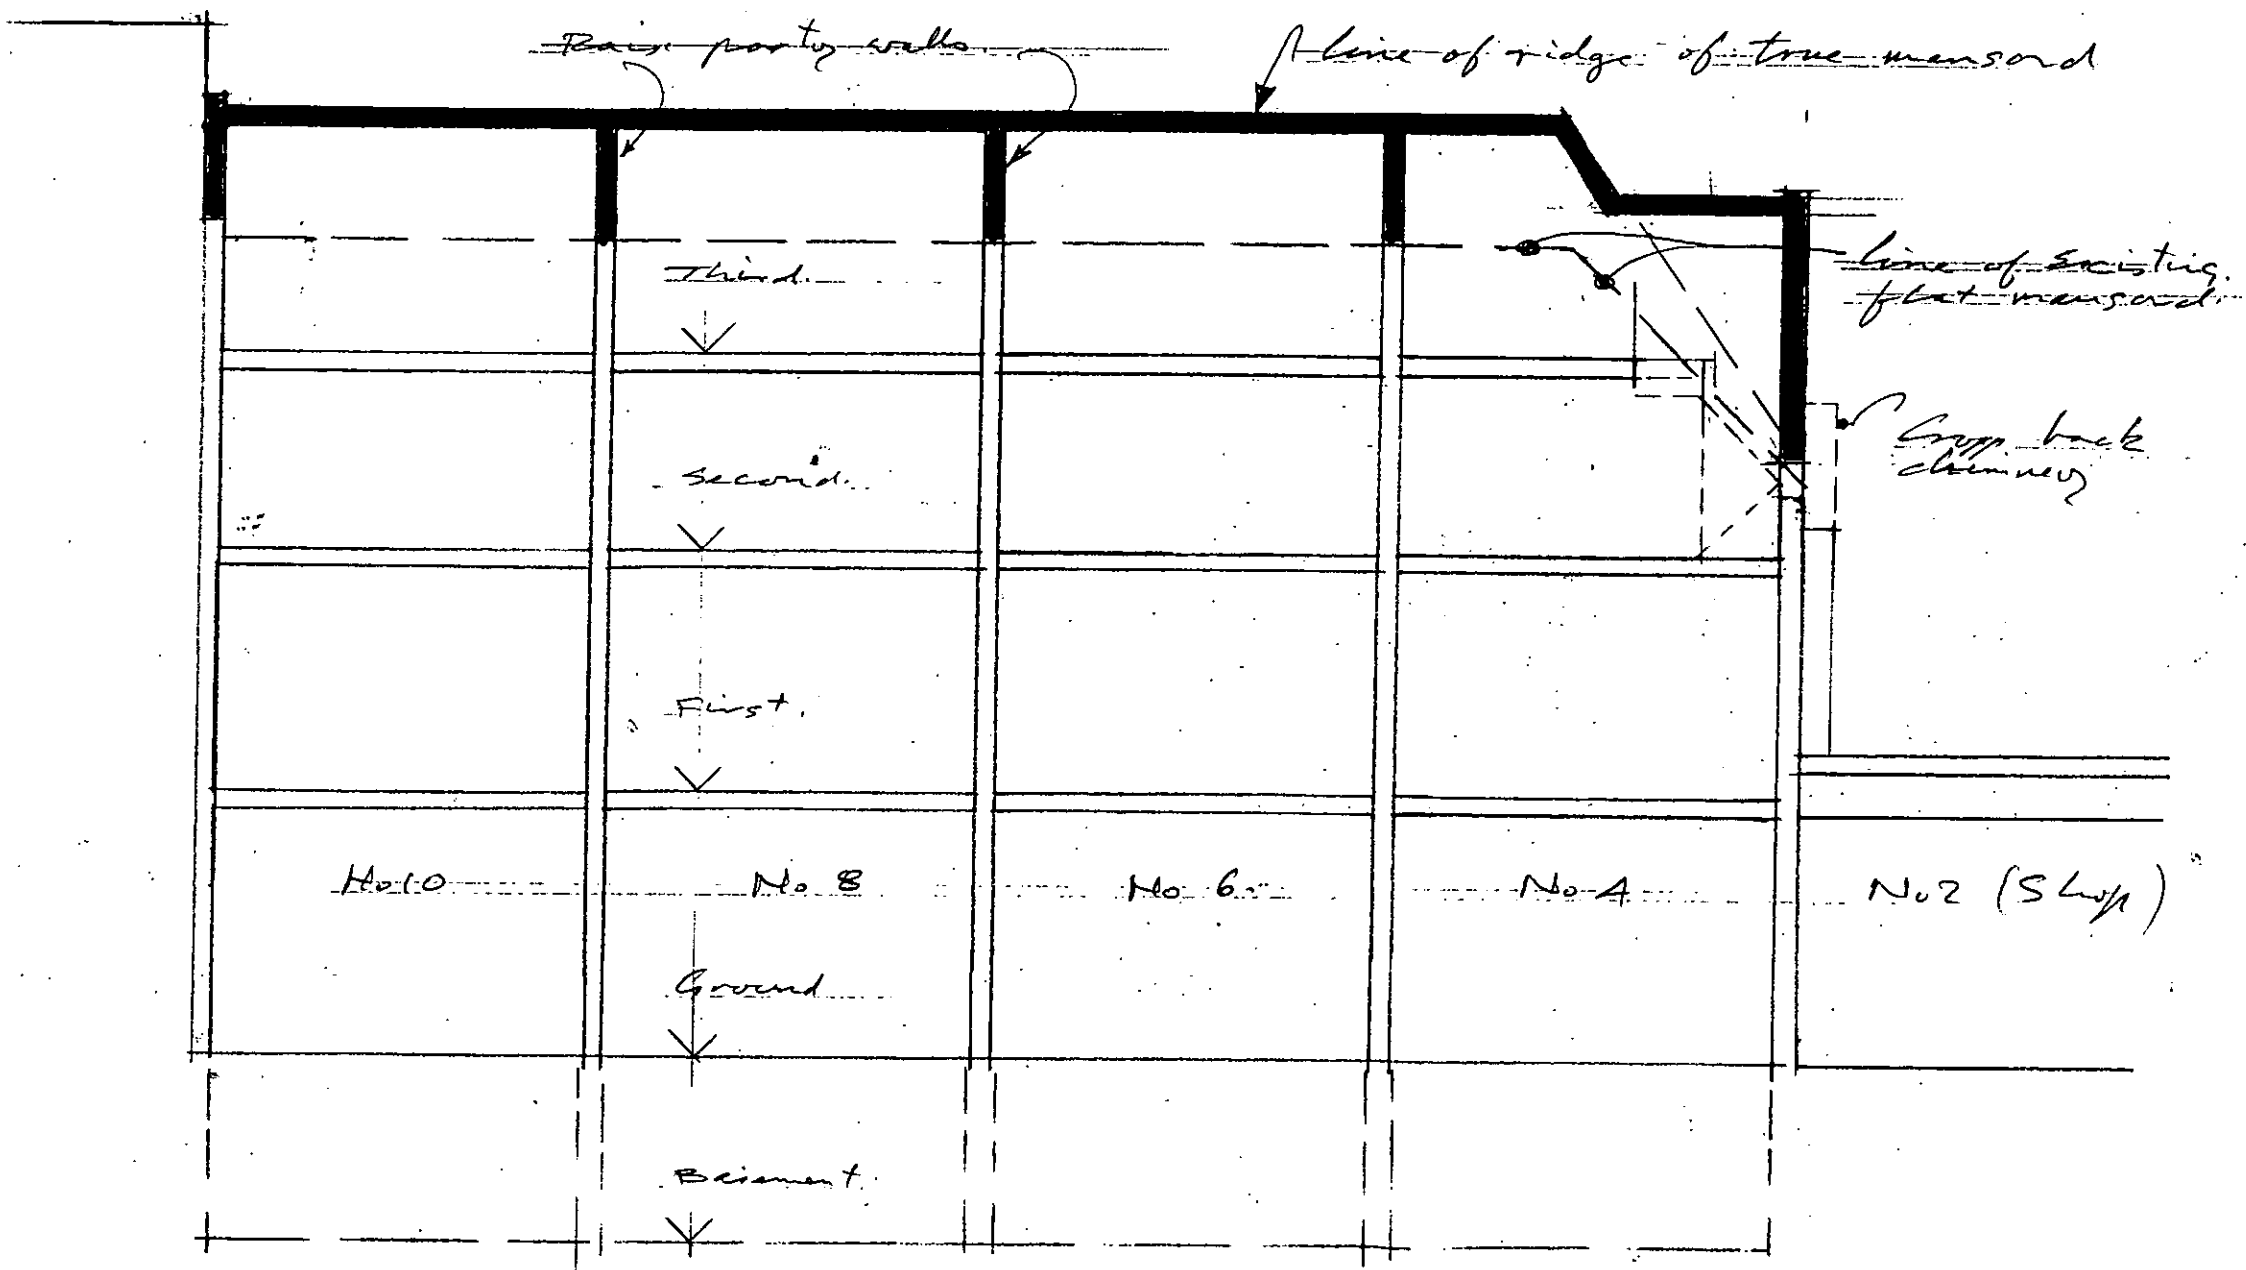 Raise party walls.
line of ridge of true mansard
Third.
line of Existing.
flat mansard.
Cropp back
chimney
Second.
First.
No 10
No 8
No 6
No 4
No 2 (Shop)
Ground
Basement.